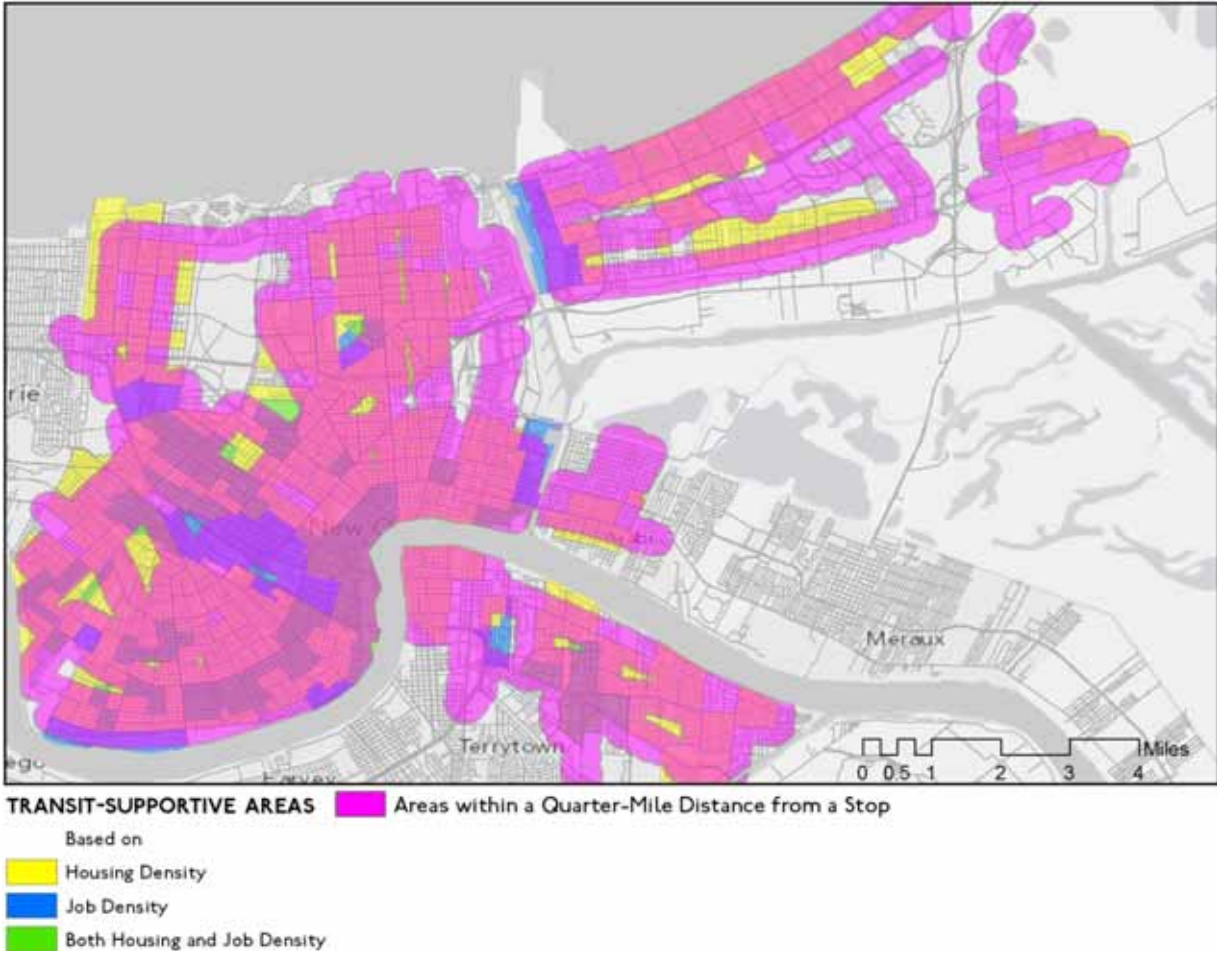 rie
New O
Arabi
Meraux
Terrytown
ego
Harvey
Miles
0 0.5 1 2 3 4
TRANSIT-SUPPORTIVE AREAS Areas within a Quarter-Mile Distance from a Stop
Based on
Housing Density
Job Density
Both Housing and Job Density